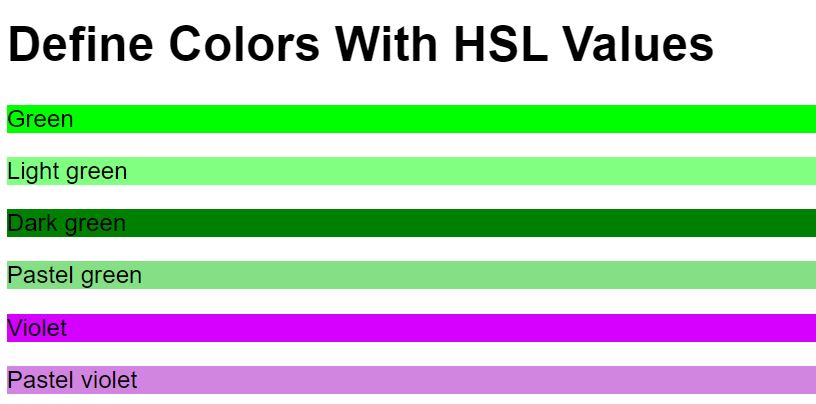 Define Colors With HSL Values
Green
Light green
Dark green
Pastel green
Violet
Pastel violet